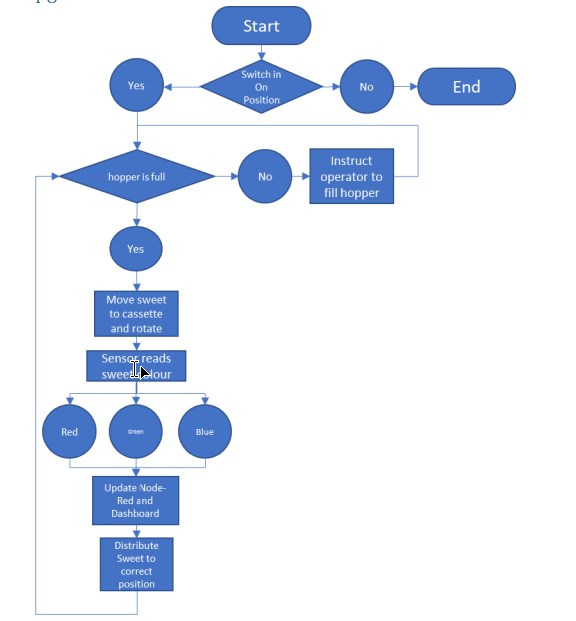 Start
Switch in
On
Position
Yes
No
End
hopper is full
No
Instruct
operator to
fill hopper
Yes
Move sweet
to cassette
and rotate
Sensor reads
sweet colour
Red
Green
Blue
Update Node-
Red and
Dashboard
Distribute
Sweet to
correct
position